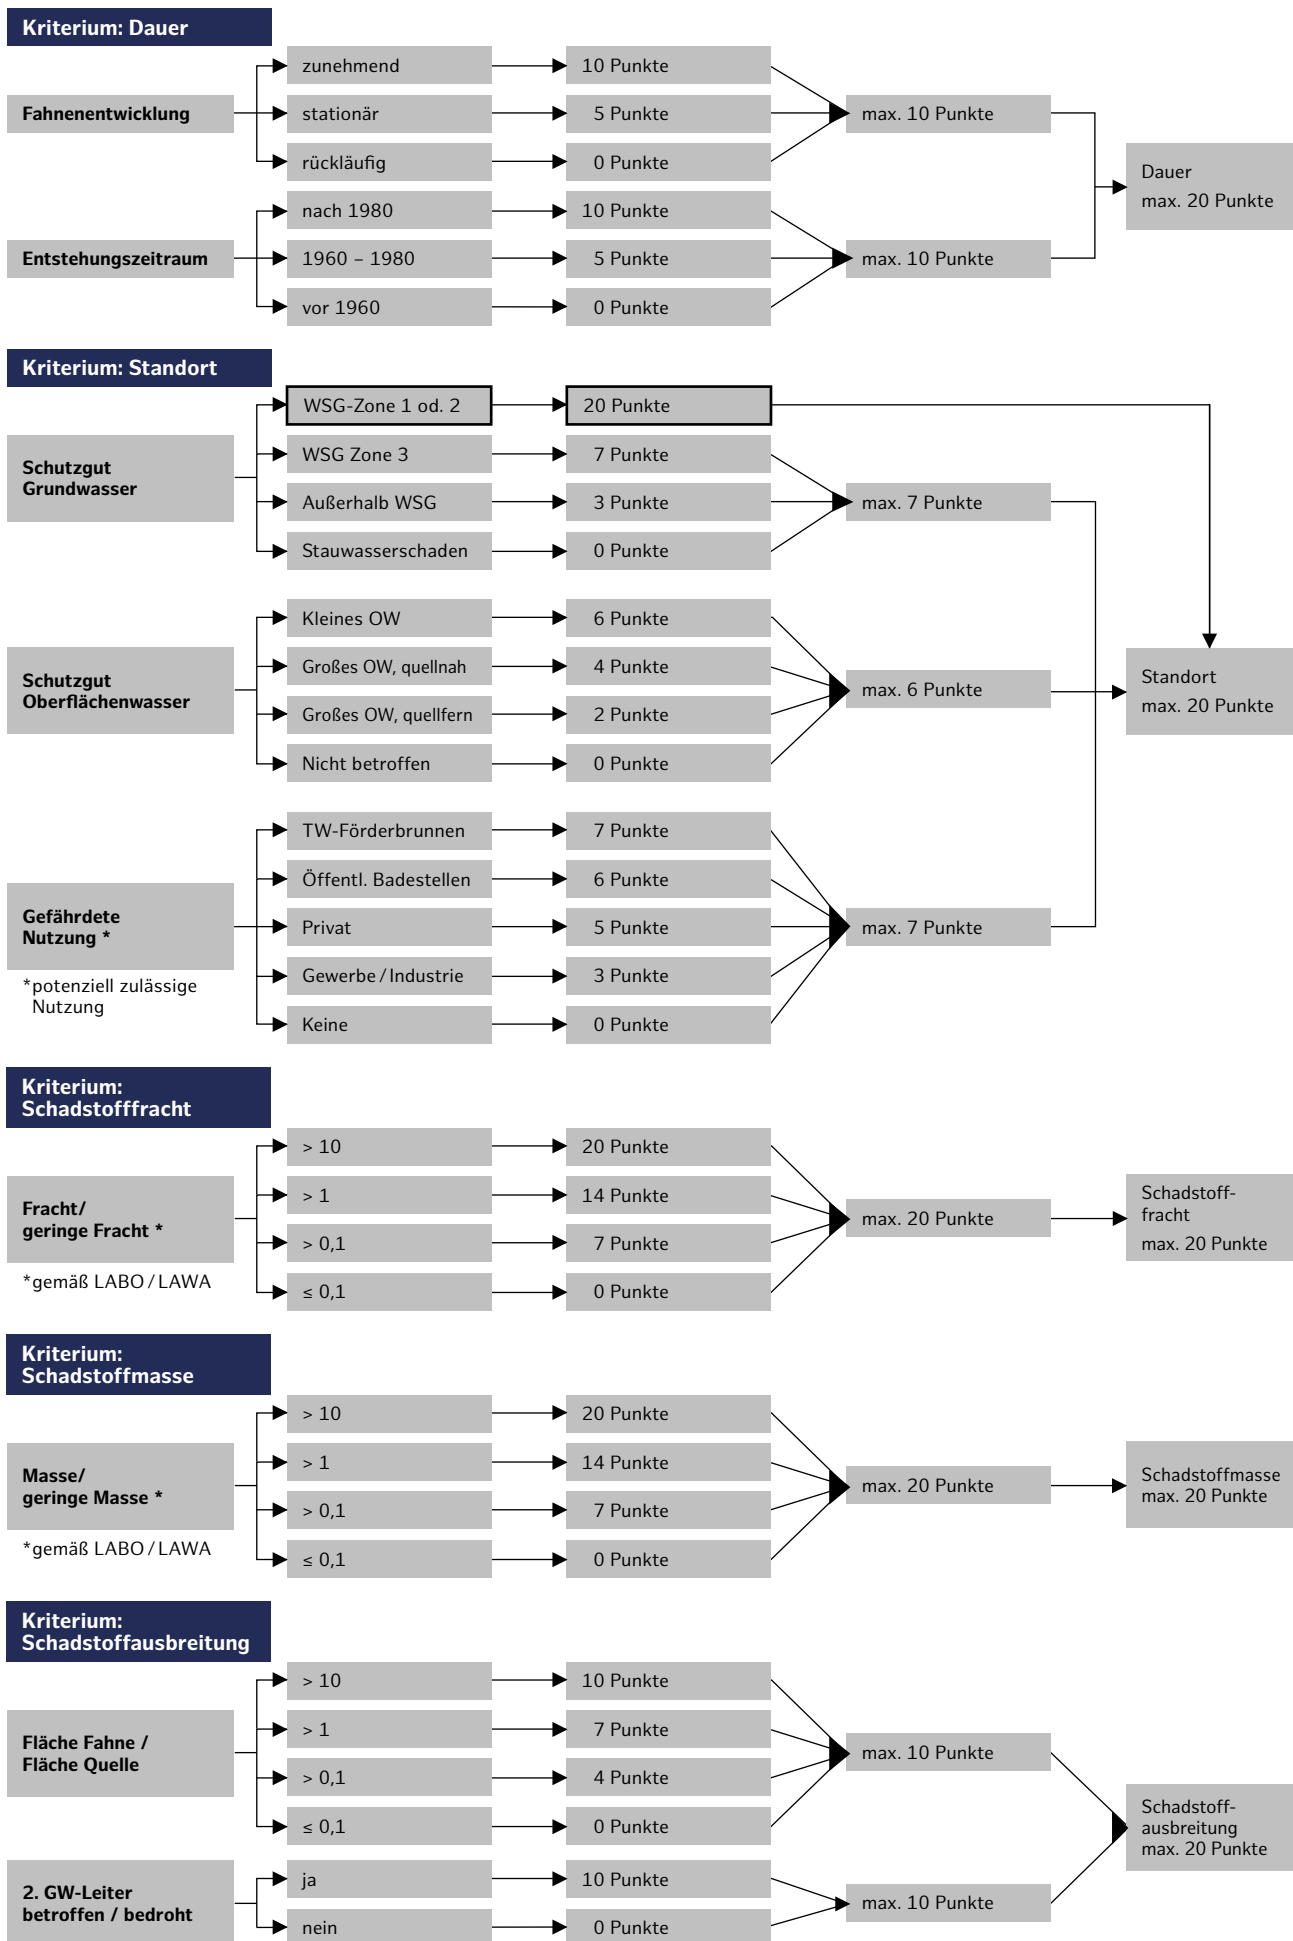 Kriterium: Dauer
Fahnenentwicklung
zunehmend
10 Punkte
stationär
5 Punkte
rückläufig
0 Punkte
max. 10 Punkte
Entstehungszeitraum
nach 1980
10 Punkte
1960 – 1980
5 Punkte
vor 1960
0 Punkte
max. 10 Punkte
Dauer
max. 20 Punkte
Kriterium: Standort
Schutzgut
Grundwasser
WSG-Zone 1 od. 2
20 Punkte
WSG Zone 3
7 Punkte
Außerhalb WSG
3 Punkte
Stauwasserschaden
0 Punkte
max. 7 Punkte
Schutzgut
Oberflächenwasser
Kleines OW
6 Punkte
Großes OW, quellnah
4 Punkte
Großes OW, quellfern
2 Punkte
Nicht betroffen
0 Punkte
max. 6 Punkte
Standort
max. 20 Punkte
Gefährdete
Nutzung *
*potenziell zulässige
Nutzung
TW-Förderbrunnen
7 Punkte
Öffentl. Badestellen
6 Punkte
Privat
5 Punkte
Gewerbe / Industrie
3 Punkte
Keine
0 Punkte
max. 7 Punkte
Kriterium:
Schadstofffracht
Fracht/
geringe Fracht *
*gemäß LABO / LAWA
> 10
20 Punkte
> 1
14 Punkte
> 0,1
7 Punkte
≤ 0,1
0 Punkte
max. 20 Punkte
Schadstoff-
fracht
max. 20 Punkte
Kriterium:
Schadstoffmasse
Masse/
geringe Masse *
*gemäß LABO / LAWA
> 10
20 Punkte
> 1
14 Punkte
> 0,1
7 Punkte
≤ 0,1
0 Punkte
max. 20 Punkte
Schadstoffmasse
max. 20 Punkte
Kriterium:
Schadstoffausbreitung
Fläche Fahne /
Fläche Quelle
> 10
10 Punkte
> 1
7 Punkte
> 0,1
4 Punkte
≤ 0,1
0 Punkte
max. 10 Punkte
2. GW-Leiter
betroffen / bedroht
ja
10 Punkte
nein
0 Punkte
max. 10 Punkte
Schadstoff-
ausbreitung
max. 20 Punkte